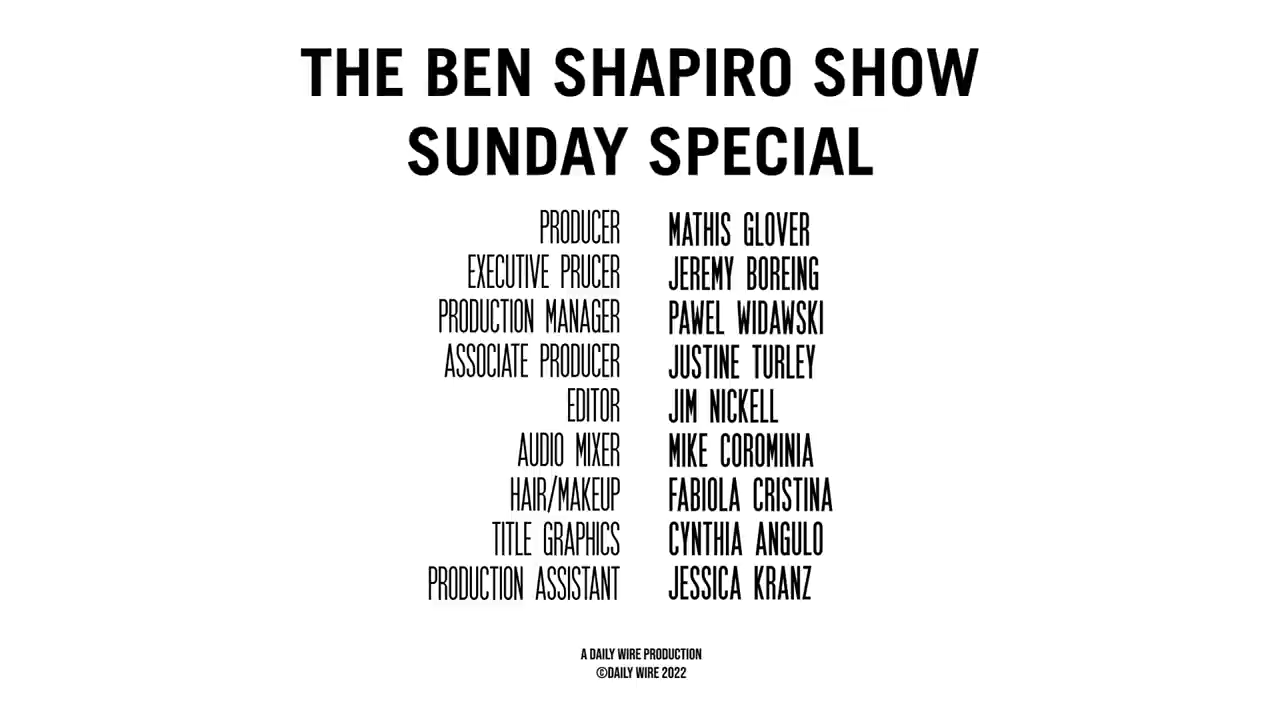 THE BEN SHAPIRO SHOW
SUNDAY SPECIAL
PRODUCER MATHIS GLOVER
EXECUTIVE PRUCER JEREMY BOREING
PRODUCTION MANAGER PAWEL WIDAWSKI
ASSOCIATE PRODUCER JUSTINE TURLEY
EDITOR JIM NICKELL
AUDIO MIXER MIKE COROMINIA
HAIR/MAKEUP FABIOLA CRISTINA
TITLE GRAPHICS CYNTHIA ANGULO
PRODUCTION ASSISTANT JESSICA KRANZ
A DAILY WIRE PRODUCTION
©DAILY WIRE 2022